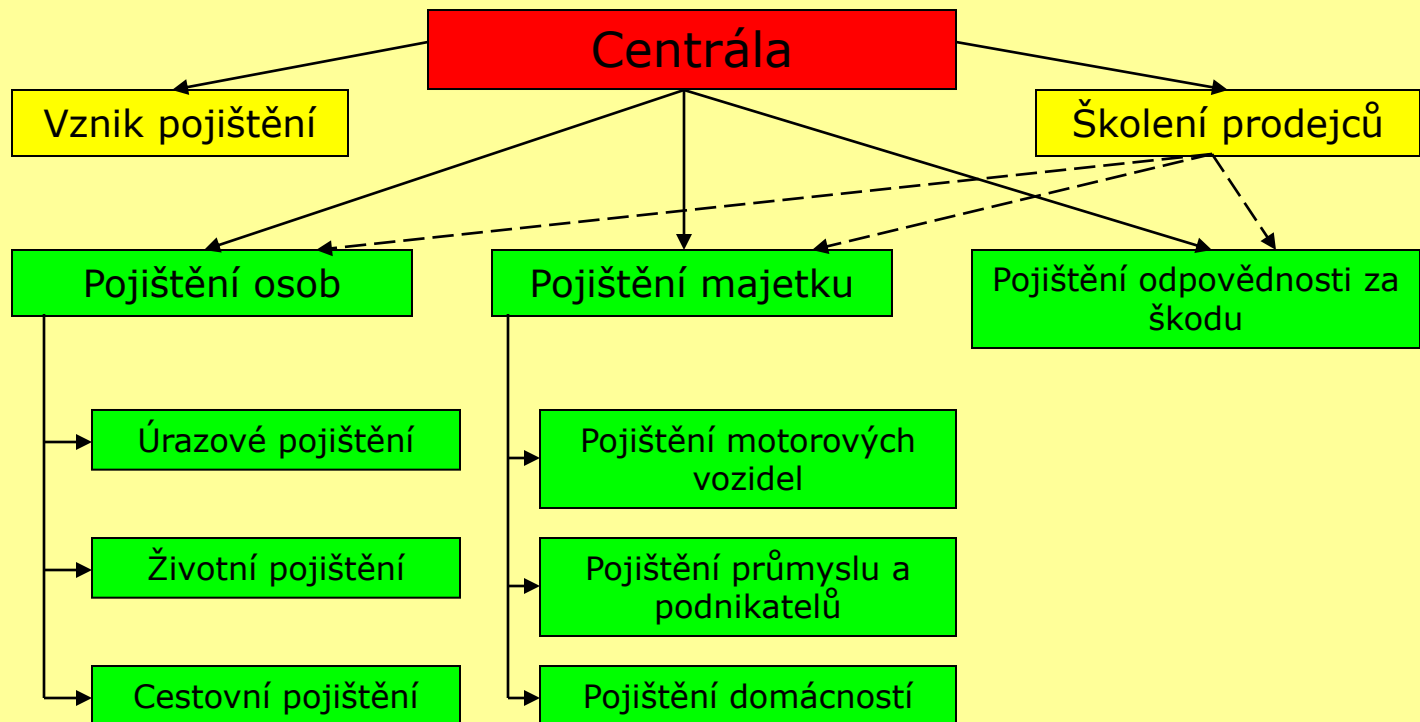 Centrála
Vznik pojištění
Školení prodejců
Pojištění osob
Pojištění majetku
Pojištění odpovědnosti za
škodu
Úrazové pojištění
Pojištění motorových
vozidel
Životní pojištění
Pojištění průmyslu a
podnikatelů
Cestovní pojištění
Pojištění domácností